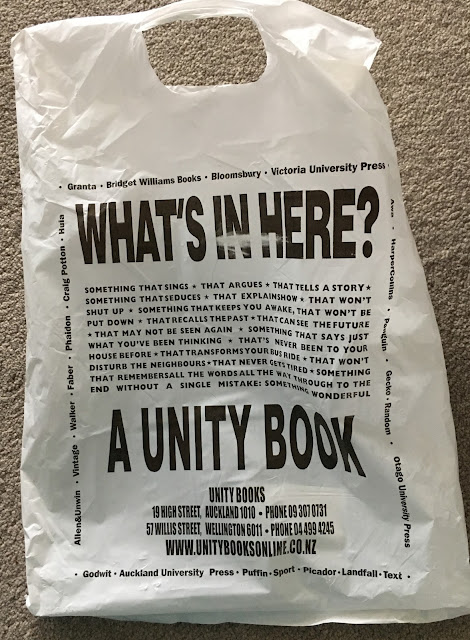 • Granta • Bridget Williams Books • Bloomsbury • Victoria University Press •
WHAT'S IN HERE?
SOMETHING THAT SINGS ★ THAT ARGUES ★ THAT TELLS A STORY ★
SOMETHING THAT SEDUCES ★ THAT EXPLAINSHOW ★ THAT WON'T
SHUT UP ★ SOMETHING THAT KEEPS YOU AWAKE, THAT WON'T BE
PUT DOWN ★ THAT RECALLS THE PAST ★ THAT CAN SEE THE FUTURE
★ THAT MAY NOT BE SEEN AGAIN ★ SOMETHING THAT SAYS JUST
WHAT YOU'VE BEEN THINKING ★ THAT'S NEVER BEEN TO YOUR
HOUSE BEFORE ★ THAT TRANSFORMS YOUR BUS RIDE ★ THAT WON'T
DISTURB THE NEIGHBOURS ★ THAT NEVER GETS TIRED ★ SOMETHING
THAT REMEMBERS ALL THE WORDS ALL THE WAY THROUGH TO THE
END WITHOUT A SINGLE MISTAKE: SOMETHING WONDERFUL
A UNITY BOOK
UNITY BOOKS
19 HIGH STREET, AUCKLAND 1010 • PHONE 09 307 0731
57 WILLIS STREET, WELLINGTON 6011 • PHONE 04 499 4245
WWW.UNITYBOOKSONLINE.CO.NZ
Allen&Unwin • Vintage • Walker • Faber • Phaidon • Craig Potton • Huia
• HarperCollins • Penguin • Gecko • Random • Otago University Press
• Godwit • Auckland University Press • Puffin • Sport • Picador • Landfall • Text •